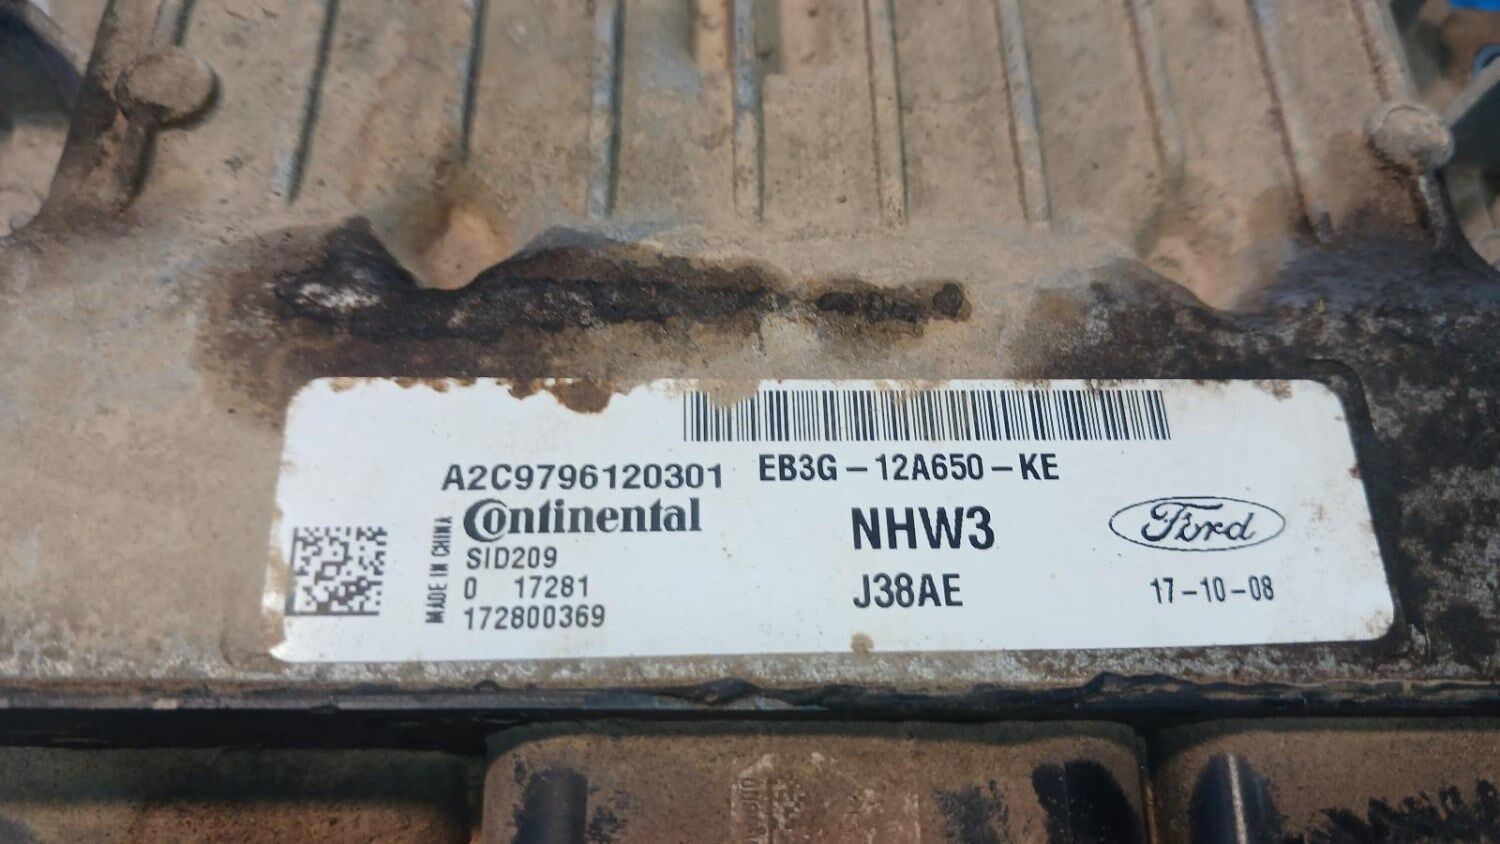 A2C9796120301
EB3G-12A650-KE
Continental
MADE IN CHINA
SID209
0 17281
172800369
NHW3
J38AE
Ford
17-10-08